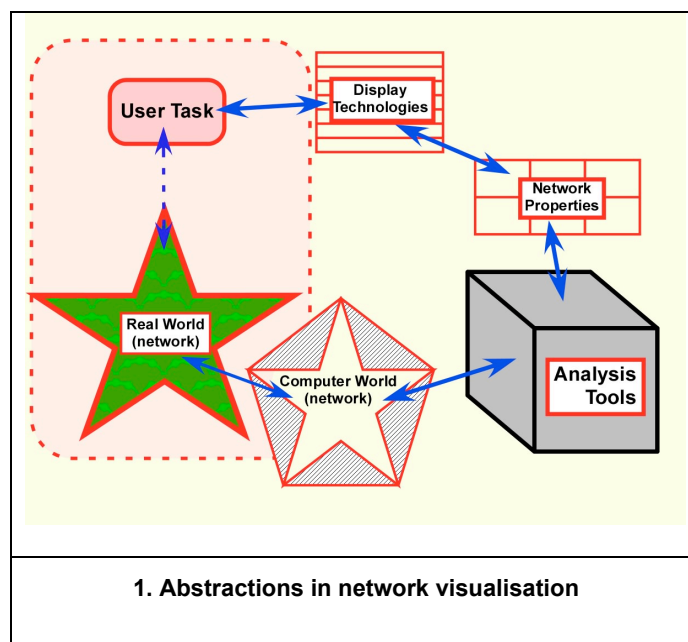 User Task
Display
Technologies
Network
Properties
Real World
(network)
Computer World
(network)
Analysis
Tools
1. Abstractions in network visualisation